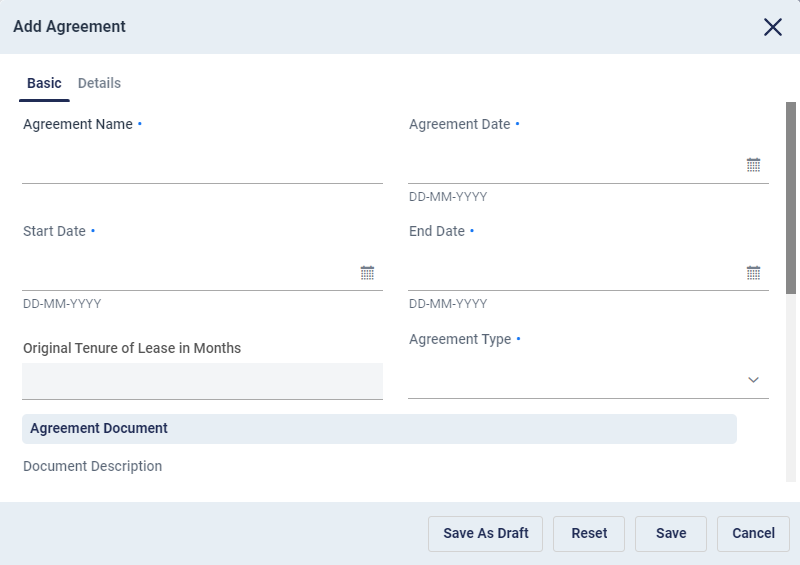 Add Agreement
Basic Details
Agreement Name •
Agreement Date •
DD-MM-YYYY
Start Date •
End Date •
DD-MM-YYYY
DD-MM-YYYY
Original Tenure of Lease in Months
Agreement Type •
Agreement Document
Document Description
Save As Draft Reset Save Cancel